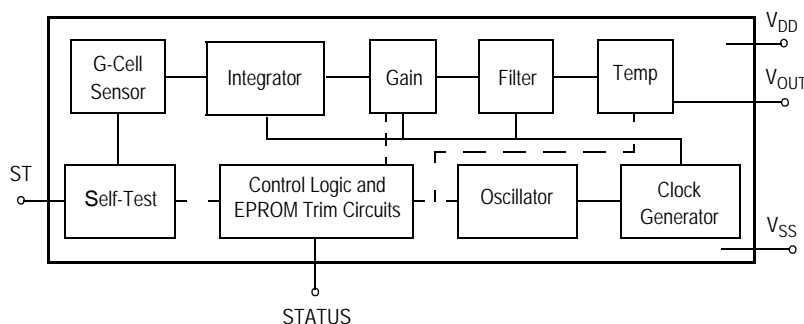 V_DD
G-Cell
Sensor
Integrator
Gain
Filter
Temp
V_OUT
ST
Self-Test
Control Logic and
EPROM Trim Circuits
Oscillator
Clock
Generator
V_SS
STATUS